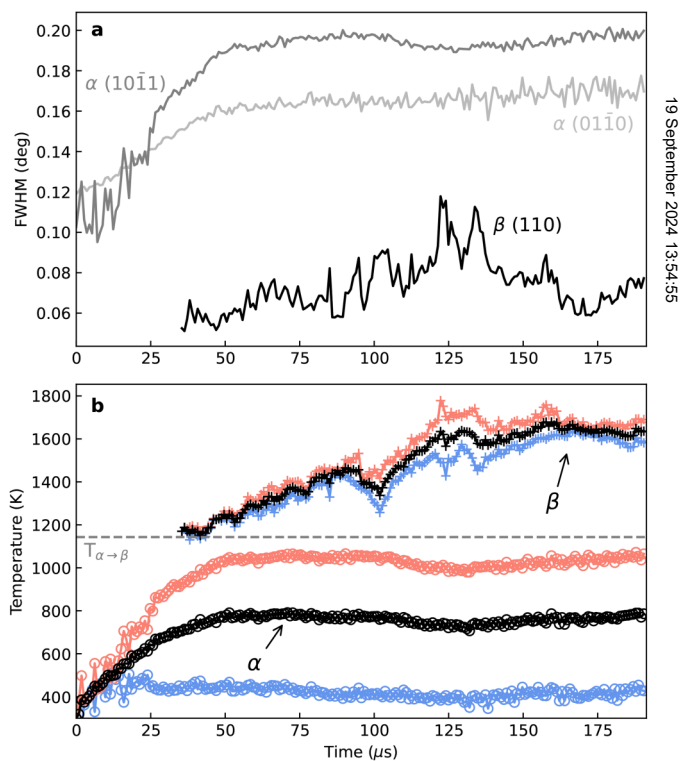 a
0.20
0.18
0.16
0.14
0.12
0.10
0.08
0.06
FWHM (deg)
α (101̄1)
α (011̄0)
β (110)
0 25 50 75 100 125 150 175
b
1800
1600
1400
1200
1000
800
600
400
Temperature (K)
β
Tα→β
α
0 25 50 75 100 125 150 175
Time (μs)
19 September 2024 13:54:55